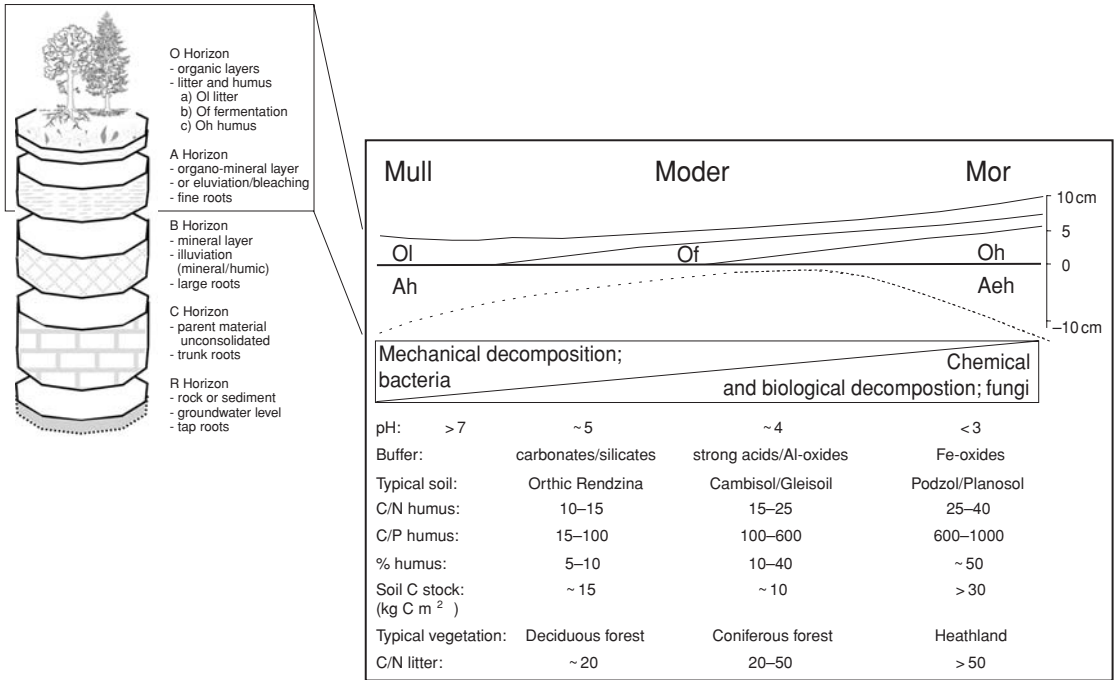 O Horizon
- organic layers
- litter and humus
a) Ol litter
b) Of fermentation
c) Oh humus
A Horizon
- organo-mineral layer
- or eluviation/bleaching
- fine roots
B Horizon
- mineral layer
- illuviation
(mineral/humic)
- large roots
C Horizon
- parent material
unconsolidated
- trunk roots
R Horizon
- rock or sediment
- groundwater level
- tap roots
Mull Moder Mor
10 cm
5
0
–10 cm
Ol Of Oh
Ah Aeh
Mechanical decomposition;
bacteria
Chemical
and biological decompostion; fungi
pH: >7 ~5 ~4 <3
Buffer: carbonates/silicates strong acids/Al-oxides Fe-oxides
Typical soil: Orthic Rendzina Cambisol/Gleisoil Podzol/Planosol
C/N humus: 10–15 15–25 25–40
C/P humus: 15–100 100–600 600–1000
% humus: 5–10 10–40 ~50
Soil C stock: ~15 ~10 >30
(kg C m 2 )
Typical vegetation: Deciduous forest Coniferous forest Heathland
C/N litter: ~20 20–50 >50